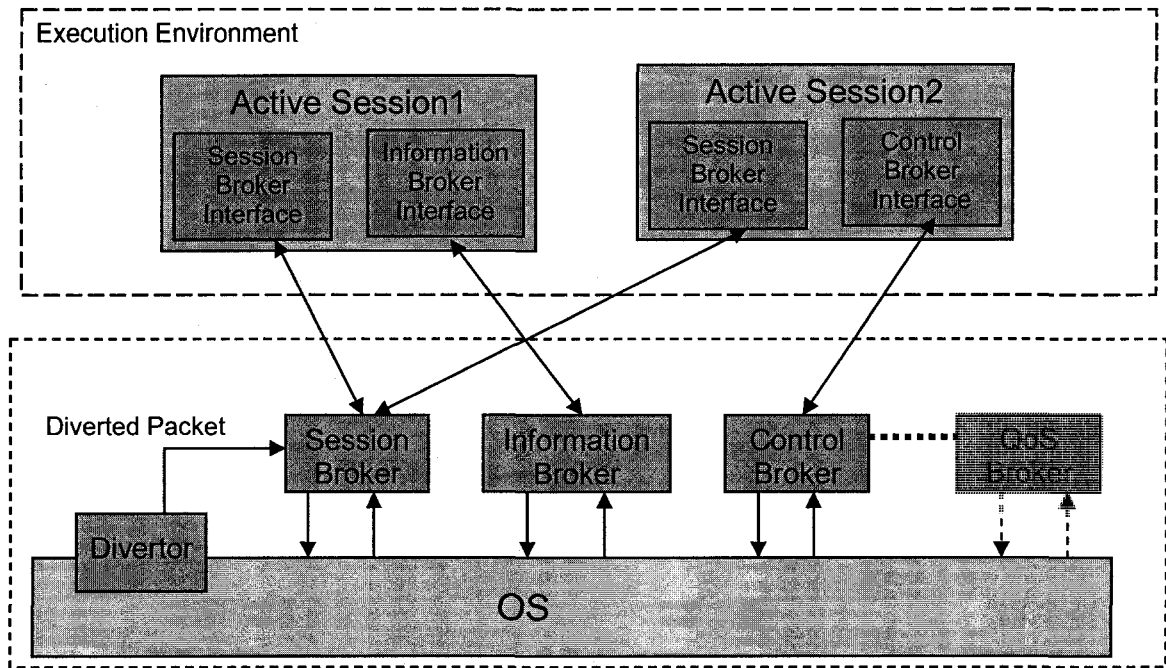 Execution Environment
Active Session1
Session
Broker
Interface
Information
Broker
Interface
Active Session2
Session
Broker
Interface
Control
Broker
Interface
Diverted Packet
Session
Broker
Information
Broker
Control
Broker
QoS
Broker
Divertor
OS